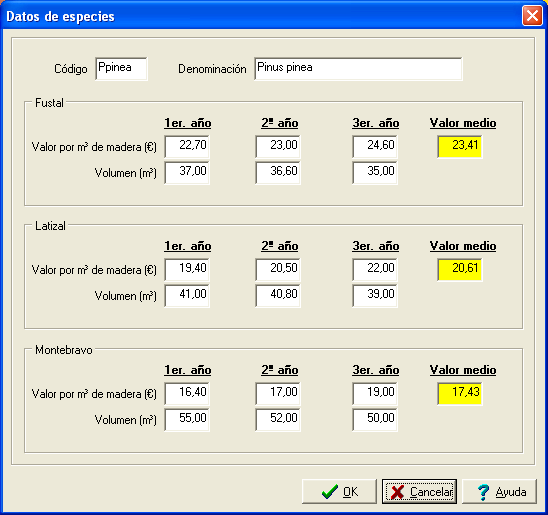 Datos de especies
Código Ppinea Denominación Pinus pinea
Fustal
1er. año 2º año 3er. año Valor medio
Valor por m³ de madera (€) 22,70 23,00 24,60 23,41
Volumen (m³) 37,00 36,60 35,00
Latizal
1er. año 2º año 3er. año Valor medio
Valor por m³ de madera (€) 19,40 20,50 22,00 20,61
Volumen (m³) 41,00 40,80 39,00
Montebravo
1er. año 2º año 3er. año Valor medio
Valor por m³ de madera (€) 16,40 17,00 19,00 17,43
Volumen (m³) 55,00 52,00 50,00
OK Cancelar Ayuda